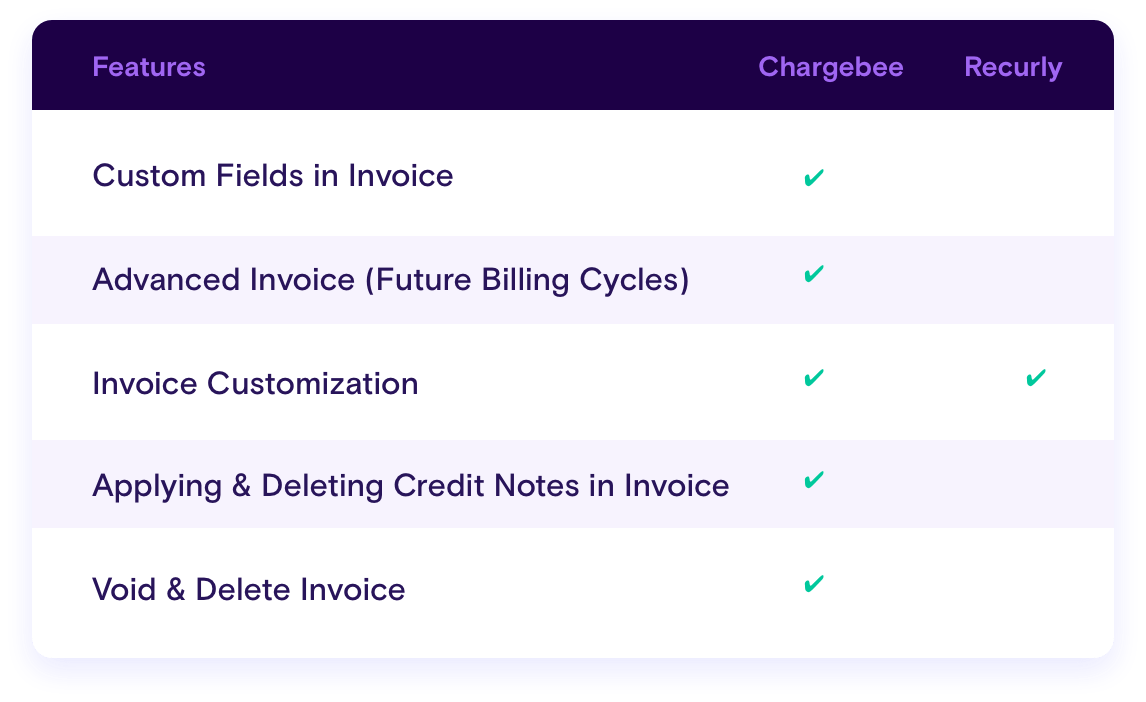 Features Chargebee Recurly
Custom Fields in Invoice ✔
Advanced Invoice (Future Billing Cycles) ✔
Invoice Customization ✔ ✔
Applying & Deleting Credit Notes in Invoice ✔
Void & Delete Invoice ✔